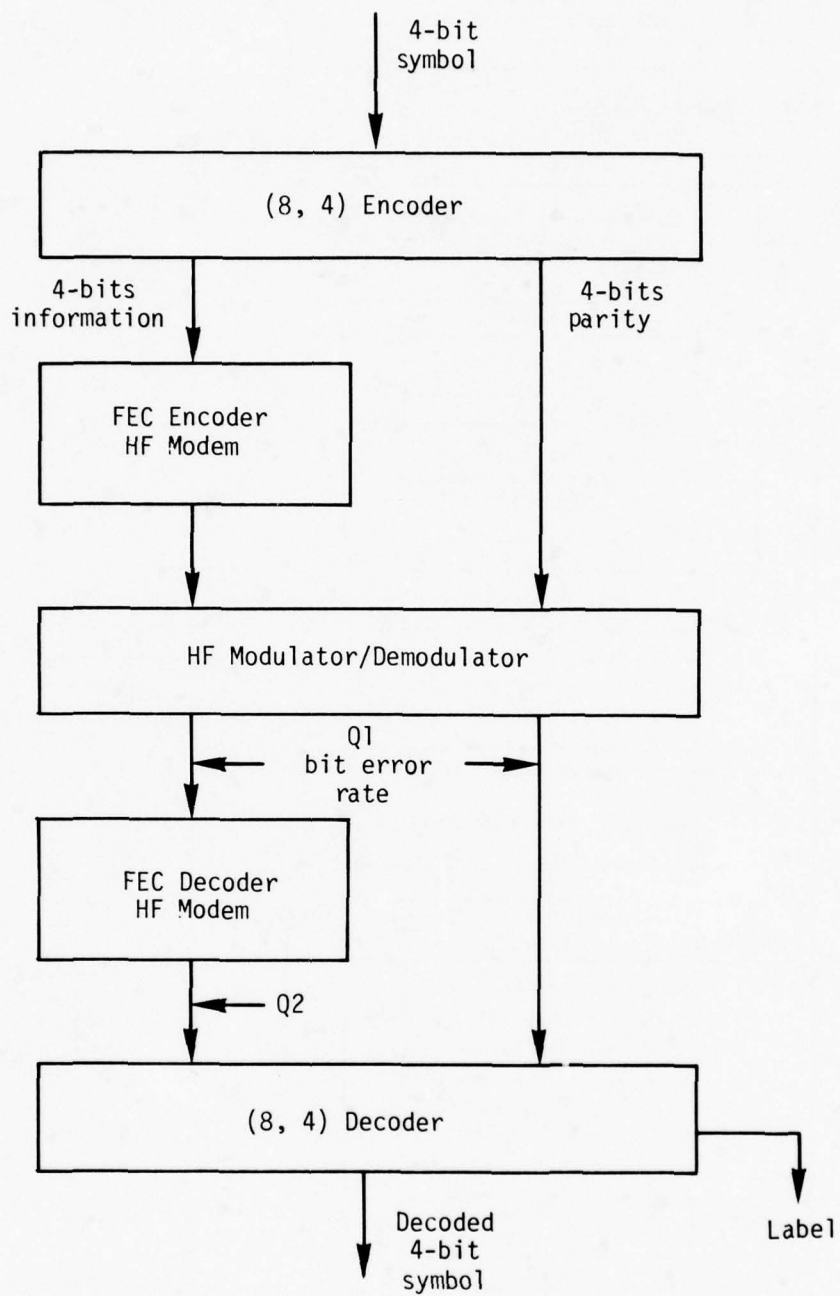 4-bit
symbol
(8, 4) Encoder
4-bits
information
4-bits
parity
FEC Encoder
HF Modem
HF Modulator/Demodulator
Q1
bit error
rate
FEC Decoder
HF Modem
Q2
(8, 4) Decoder
Decoded
4-bit
symbol
Label